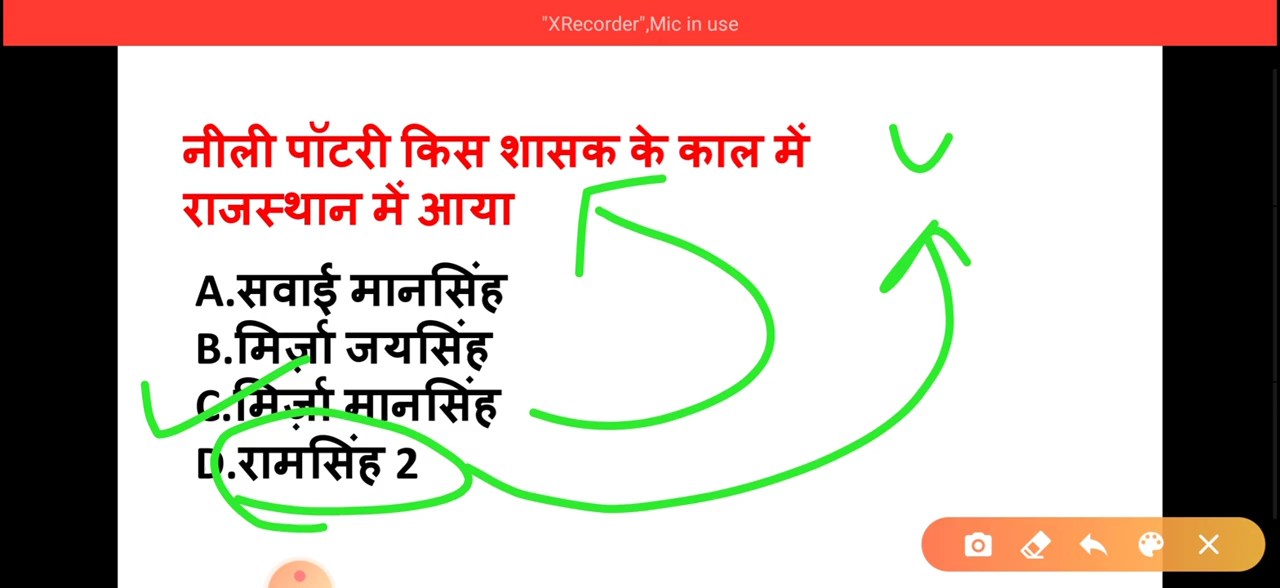 "XRecorder",Mic in use
नीली पॉटरी किस शासक के काल में
राजस्थान में आया
A.सवाई मानसिंह
B.मिर्ज़ा जयसिंह
C.मिर्ज़ा मानसिंह
D.रामसिंह 2